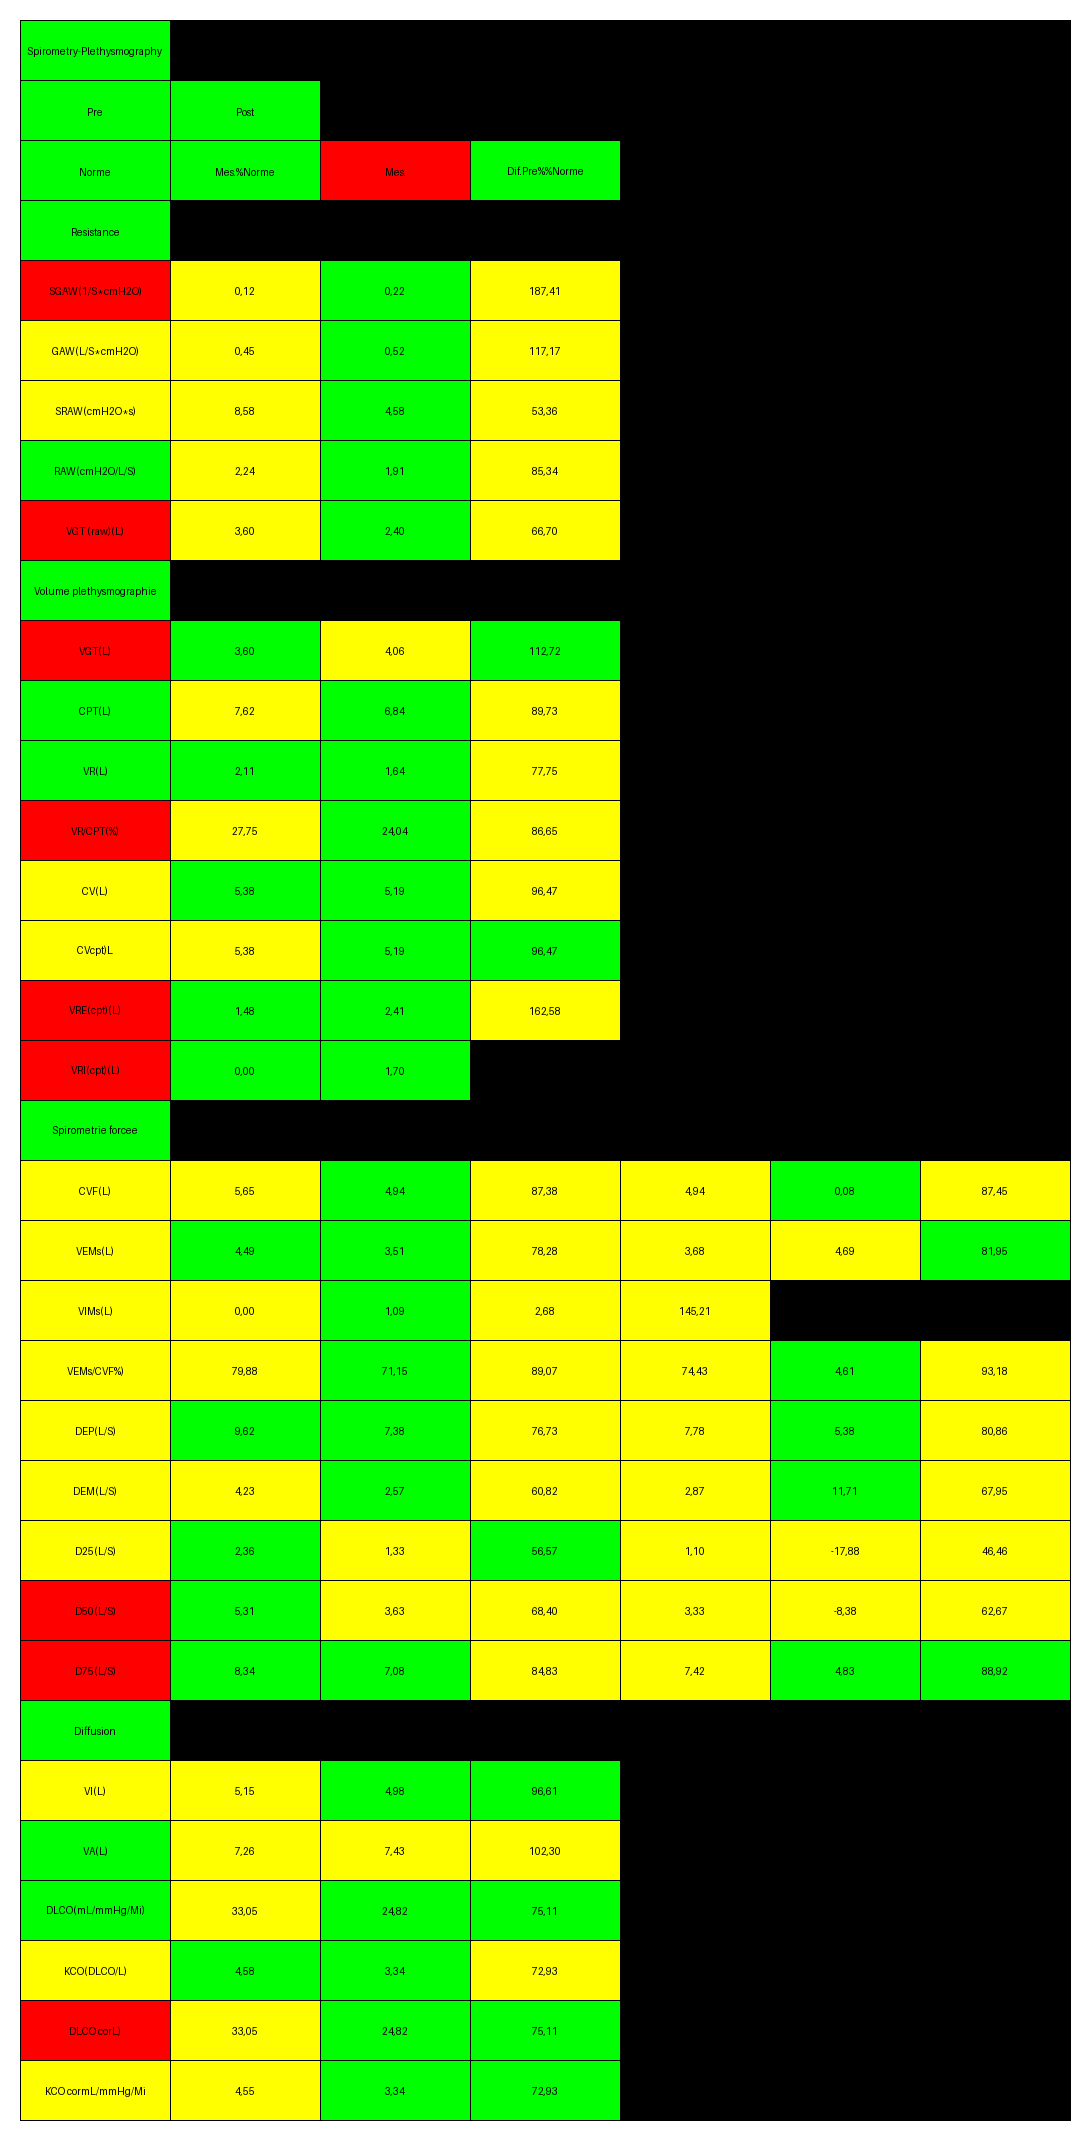 Spirometry-Plethysmography
Pre Post
Norme Mes.%Norme Mes. Dif.Pre%%Norme
Resistance
SGAW(1/S*cmH2O) 0,12 0,22 187,41
GAW(L/S*cmH2O) 0,45 0,52 117,17
SRAW(cmH2O*s) 8,58 4,58 53,36
RAW(cmH2O/L/S) 2,24 1,91 85,34
VGT(raw)(L) 3,60 2,40 66,70
Volume plethysmographie
VGT(L) 3,60 4,06 112,72
CPT(L) 7,62 6,84 89,73
VR(L) 2,11 1,64 77,75
VR/CPT(%) 27,75 24,04 86,65
CV(L) 5,38 5,19 96,47
CVcpt)L 5,38 5,19 96,47
VRE(cpt)(L) 1,48 2,41 162,58
VRI(cpt)(L) 0,00 1,70
Spirometrie forcee
CVF(L) 5,65 4,94 87,38 4,94 0,08 87,45
VEMs(L) 4,49 3,51 78,28 3,68 4,69 81,95
VIMs(L) 0,00 1,09 2,68 145,21
VEMs/CVF%) 79,88 71,15 89,07 74,43 4,61 93,18
DEP(L/S) 9,62 7,38 76,73 7,78 5,38 80,86
DEM(L/S) 4,23 2,57 60,82 2,87 11,71 67,95
D25(L/S) 2,36 1,33 56,57 1,10 -17,88 46,46
D50(L/S) 5,31 3,63 68,40 3,33 -8,38 62,67
D75(L/S) 8,34 7,08 84,83 7,42 4,83 88,92
Diffusion
VI(L) 5,15 4,98 96,61
VA(L) 7,26 7,43 102,30
DLCO(mL/mmHg/Mi) 33,05 24,82 75,11
KCO(DLCO/L) 4,58 3,34 72,93
DLCOcorL) 33,05 24,82 75,11
KCOcormL/mmHg/Mi 4,55 3,34 72,93